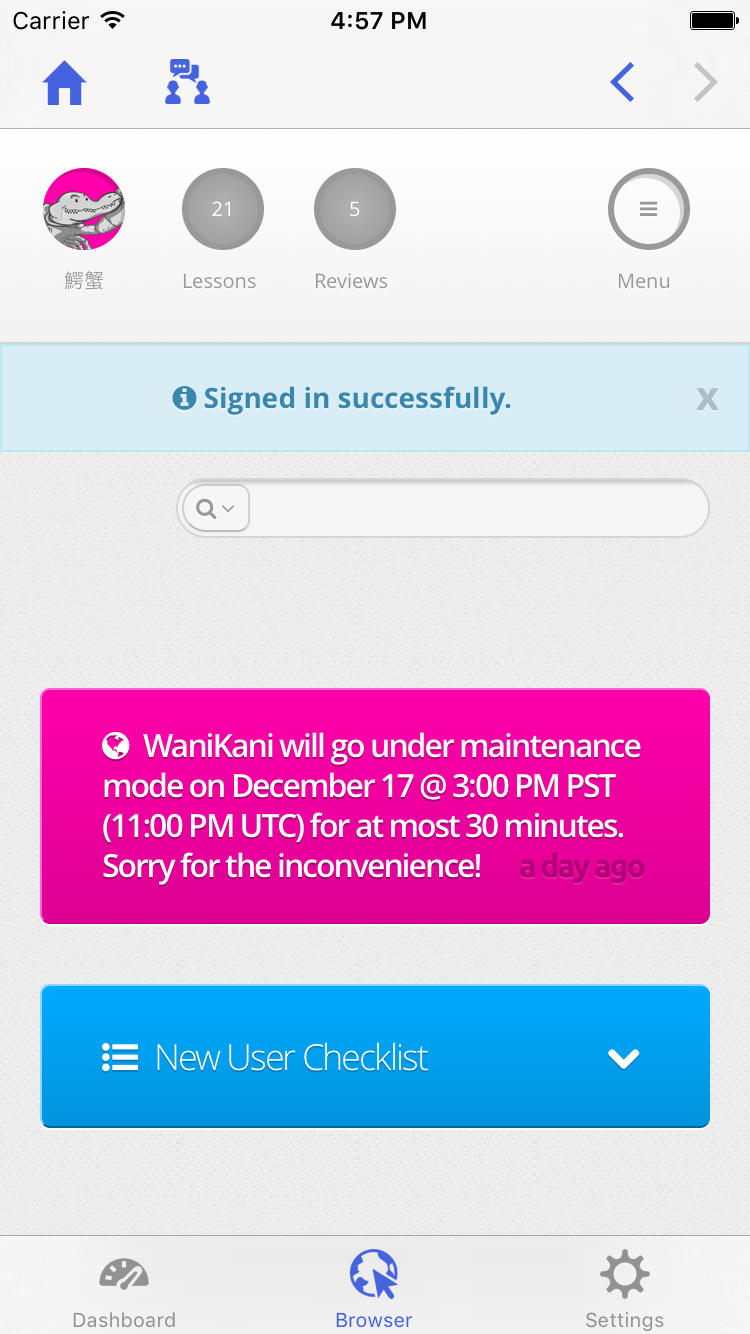 Carrier 4:57 PM
21
5
鰐蟹
Lessons
Reviews
Menu
Signed in successfully.
x
WaniKani will go under maintenance
mode on December 17 @ 3:00 PM PST
(11:00 PM UTC) for at most 30 minutes.
Sorry for the inconvenience! a day ago
New User Checklist
Dashboard
Browser
Settings